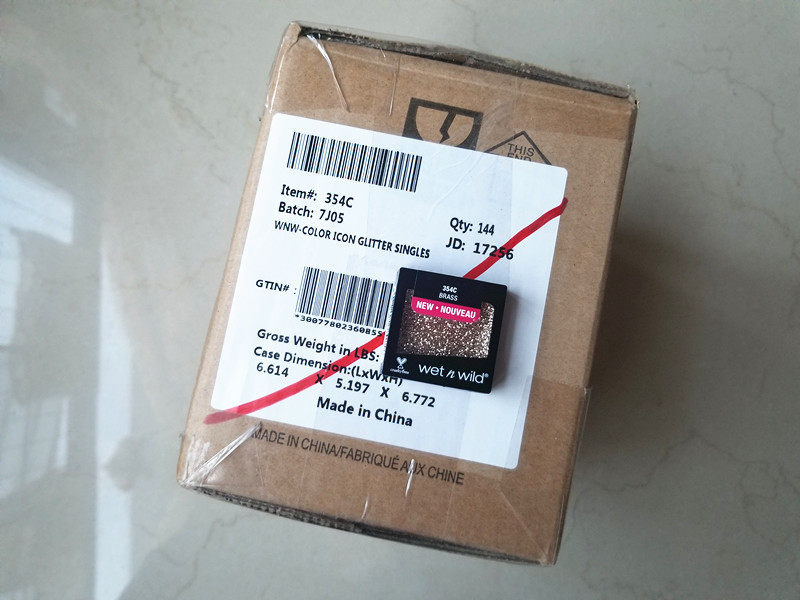 THIS
END
Item#: 354C
Batch: 7J05
Qty: 144
WNW-COLOR ICON GLITTER SINGLES
JD: 17256
GTIN# :
*30077802360855
Gross Weight in LBS:
Case Dimension:(LxWxH)
6.614 X 5.197 X 6.772
Made in China
MADE IN CHINA/FABRIQUÉ AUX CHINE
354C
BRASS
NEW • NOUVEAU
wet n wild®